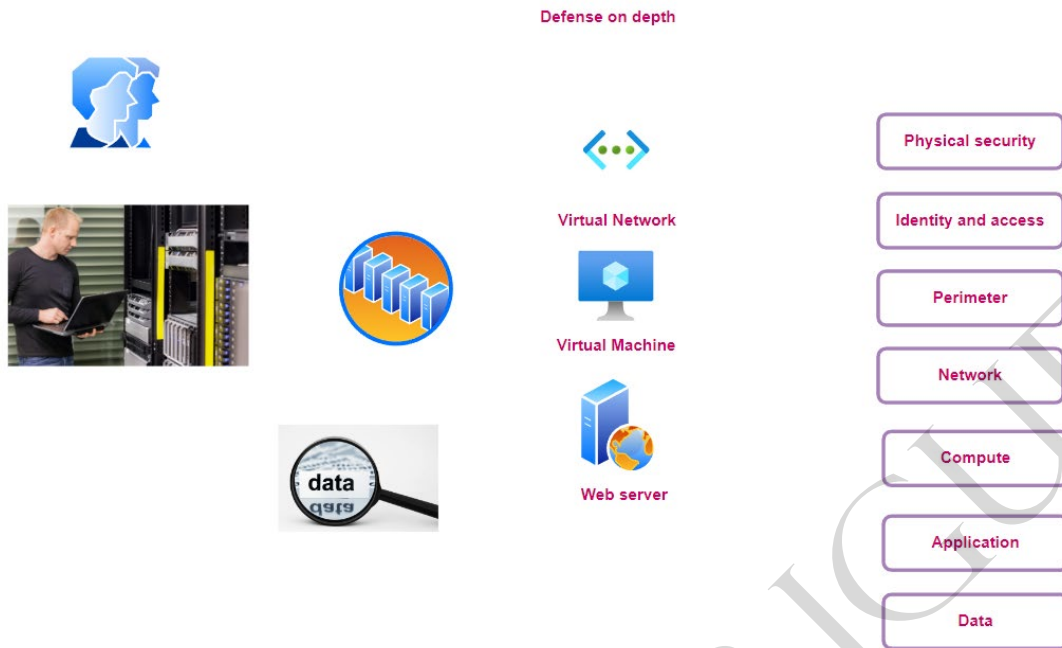 Defense on depth
Physical security
Identity and access
Virtual Network
Perimeter
Virtual Machine
Network
Compute
data
Web server
Application
Data